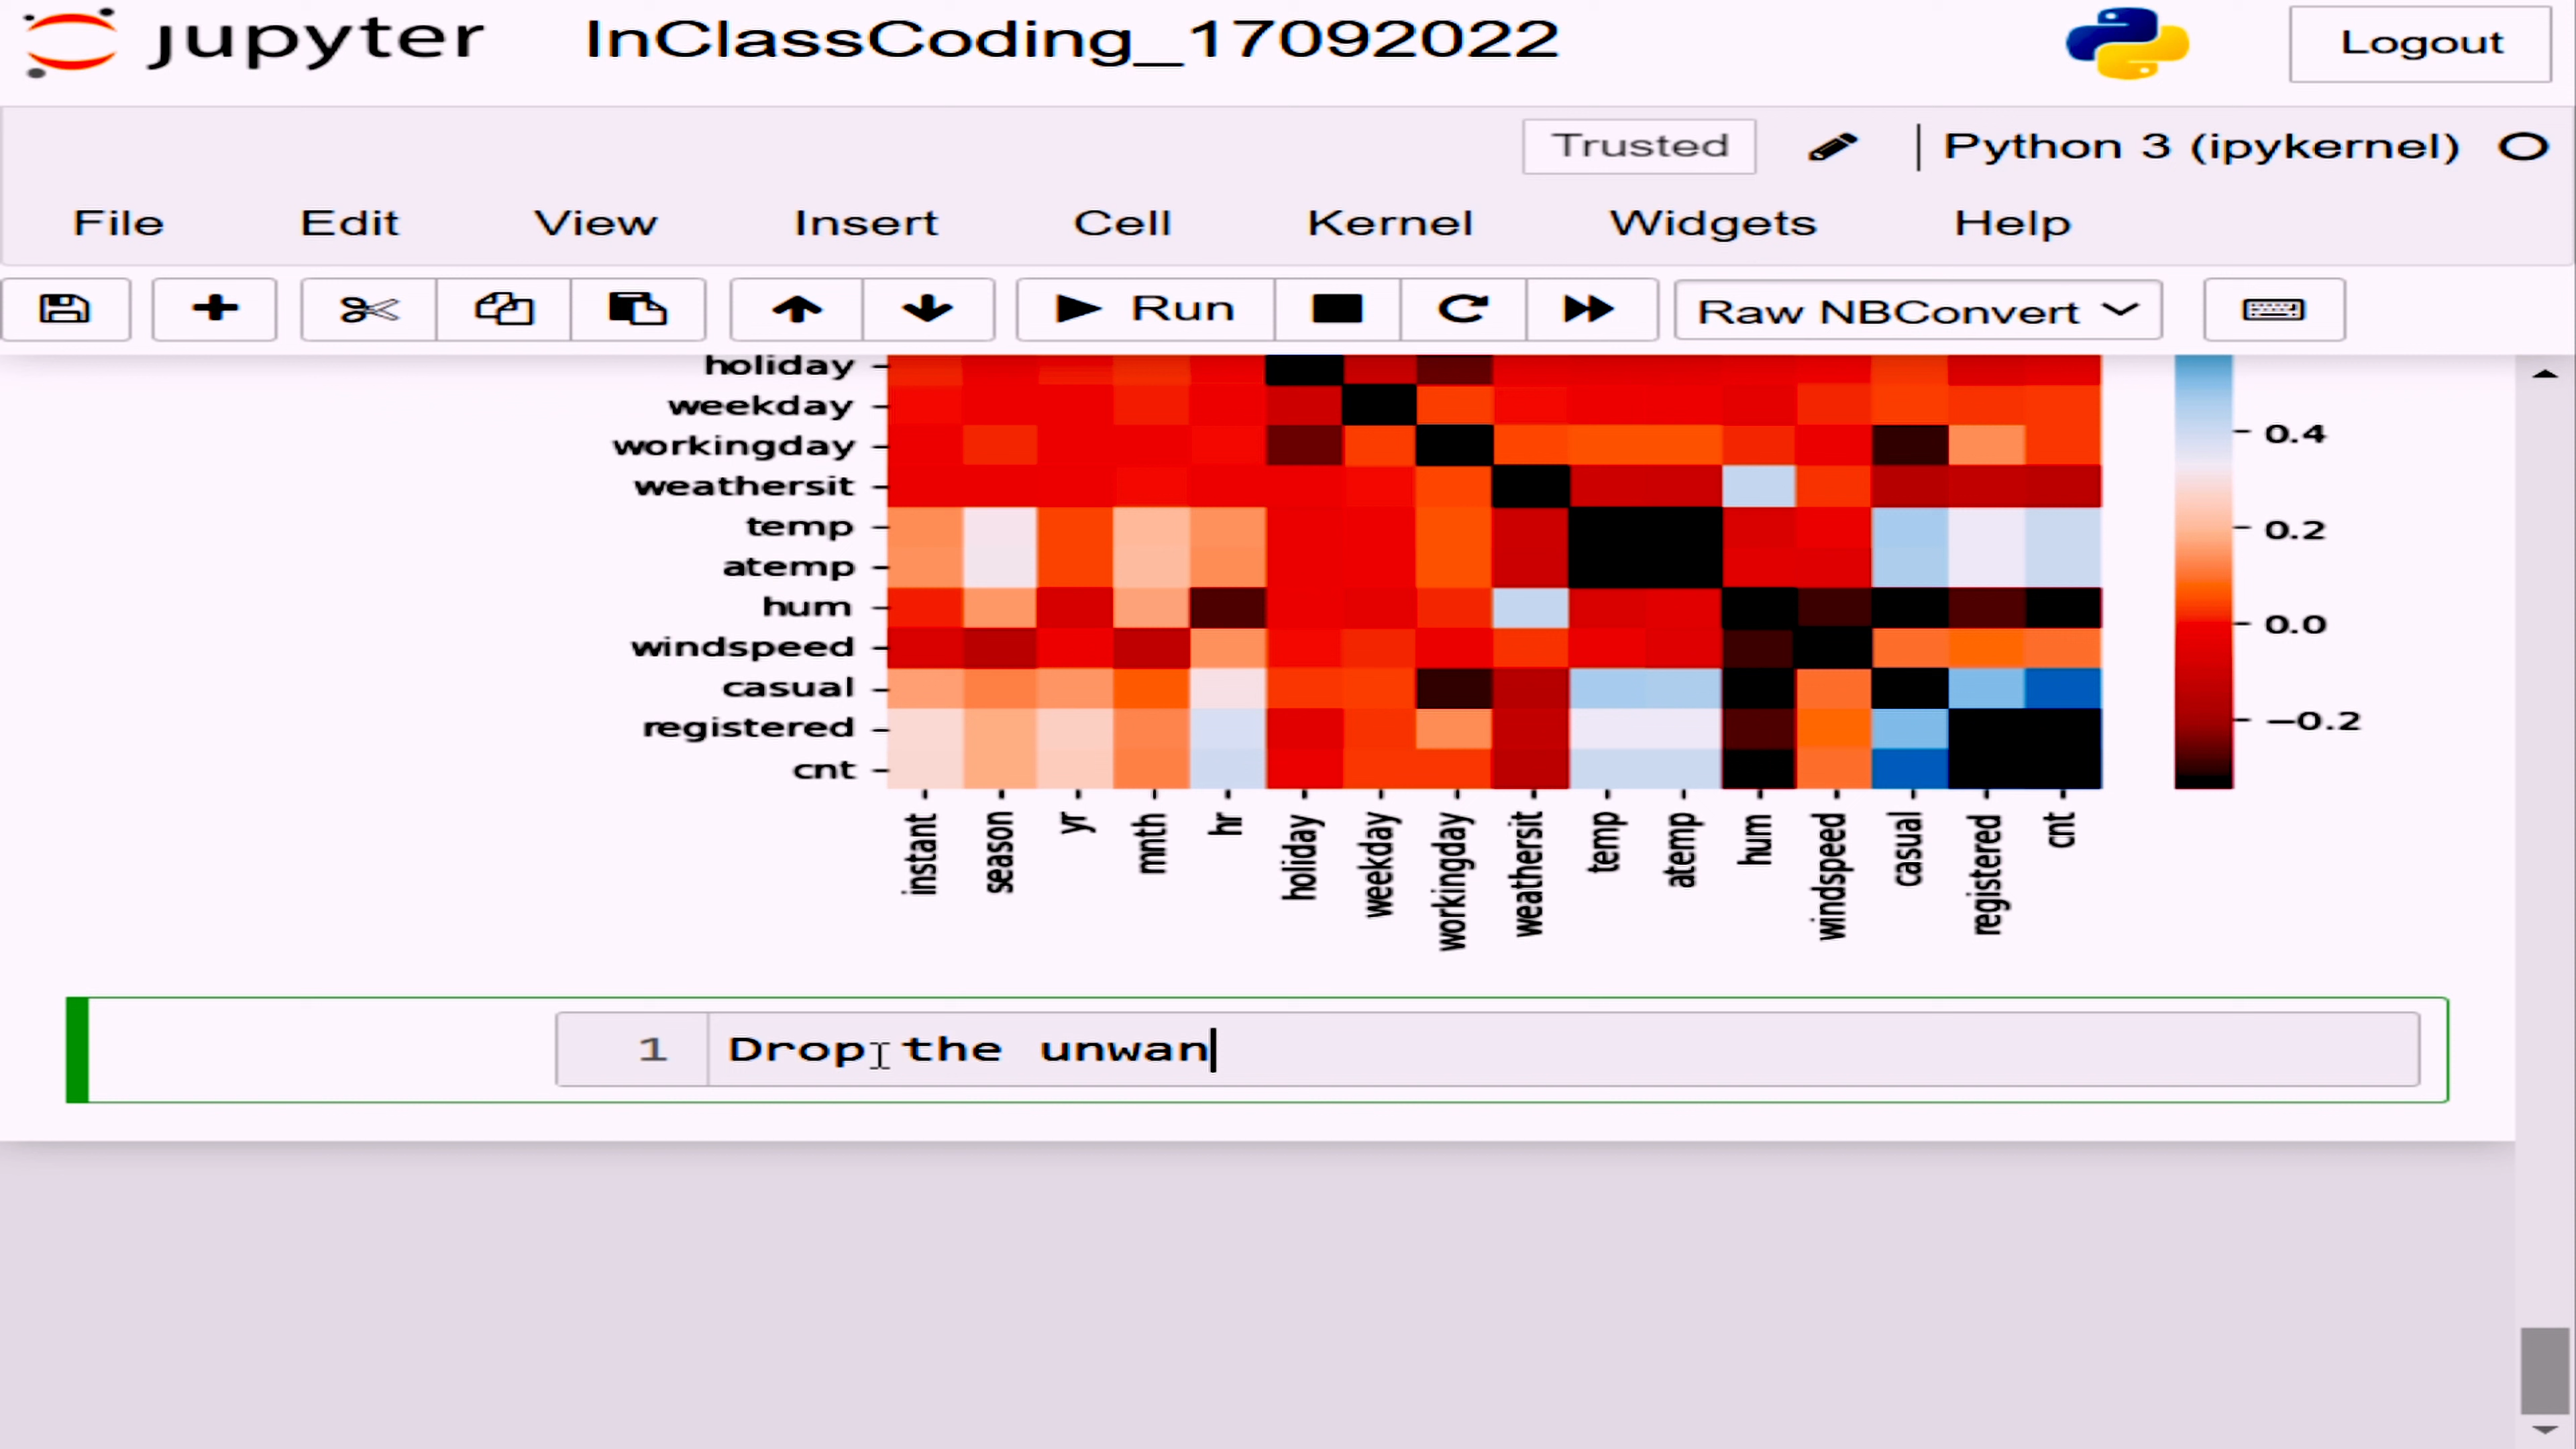 jupyter InClassCoding_17092022 Logout
Trusted | Python 3 (ipykernel)
File Edit View Insert Cell Kernel Widgets Help
Run Raw NBConvert
holiday
weekday
workingday
weathersit
temp
atemp
hum
windspeed
casual
registered
cnt
0.4
0.2
0.0
−0.2
instant season yr mnth hr holiday weekday workingday weathersit temp atemp hum windspeed casual registered cnt
1 Drop the unwan